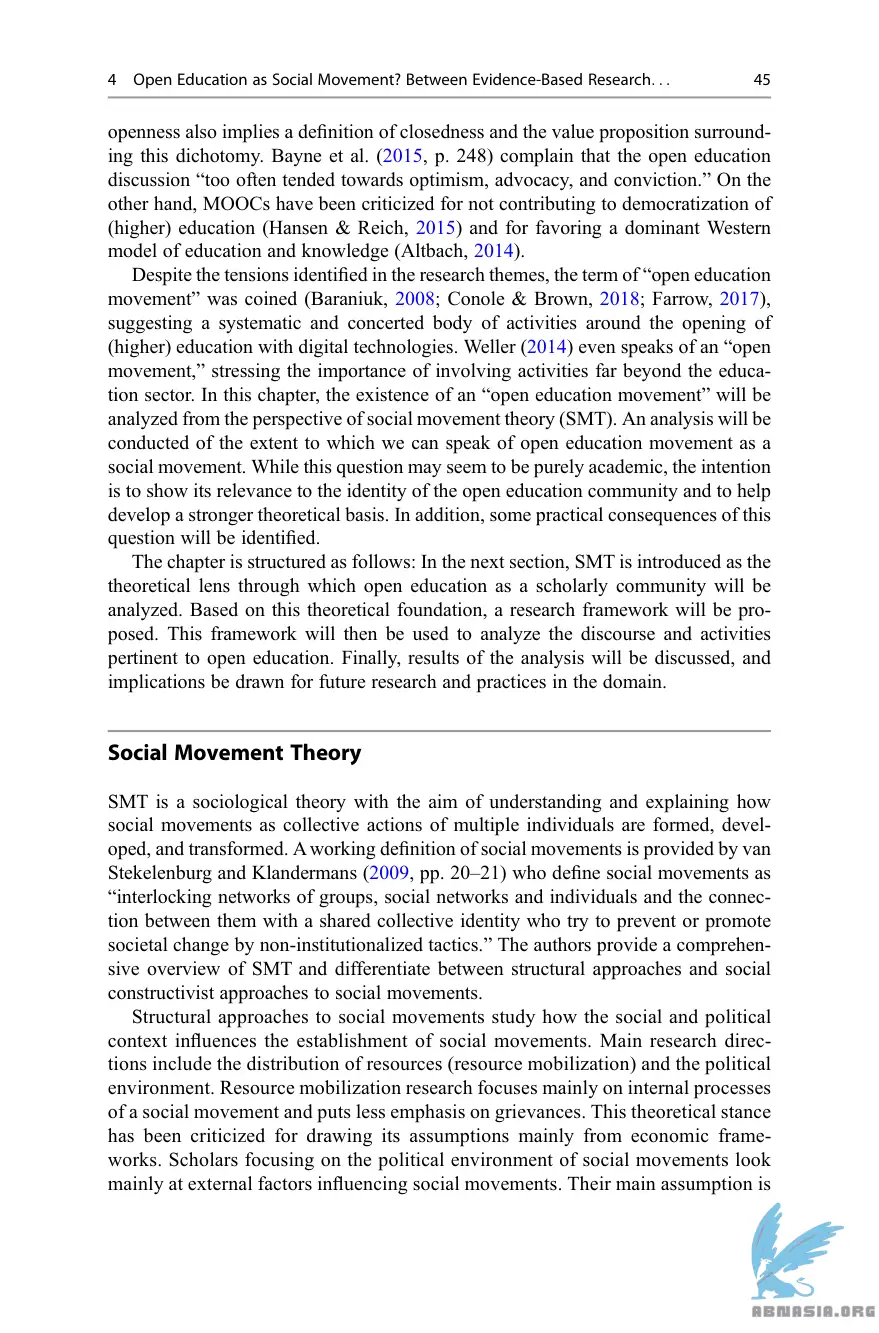 4 Open Education as Social Movement? Between Evidence-Based Research. . . 45
openness also implies a definition of closedness and the value proposition surround-
ing this dichotomy. Bayne et al. (2015, p. 248) complain that the open education
discussion “too often tended towards optimism, advocacy, and conviction.” On the
other hand, MOOCs have been criticized for not contributing to democratization of
(higher) education (Hansen & Reich, 2015) and for favoring a dominant Western
model of education and knowledge (Altbach, 2014).
Despite the tensions identified in the research themes, the term of “open education
movement” was coined (Baraniuk, 2008; Conole & Brown, 2018; Farrow, 2017),
suggesting a systematic and concerted body of activities around the opening of
(higher) education with digital technologies. Weller (2014) even speaks of an “open
movement,” stressing the importance of involving activities far beyond the educa-
tion sector. In this chapter, the existence of an “open education movement” will be
analyzed from the perspective of social movement theory (SMT). An analysis will be
conducted of the extent to which we can speak of open education movement as a
social movement. While this question may seem to be purely academic, the intention
is to show its relevance to the identity of the open education community and to help
develop a stronger theoretical basis. In addition, some practical consequences of this
question will be identified.
The chapter is structured as follows: In the next section, SMT is introduced as the
theoretical lens through which open education as a scholarly community will be
analyzed. Based on this theoretical foundation, a research framework will be pro-
posed. This framework will then be used to analyze the discourse and activities
pertinent to open education. Finally, results of the analysis will be discussed, and
implications be drawn for future research and practices in the domain.
Social Movement Theory
SMT is a sociological theory with the aim of understanding and explaining how
social movements as collective actions of multiple individuals are formed, devel-
oped, and transformed. A working definition of social movements is provided by van
Stekelenburg and Klandermans (2009, pp. 20–21) who define social movements as
“interlocking networks of groups, social networks and individuals and the connec-
tion between them with a shared collective identity who try to prevent or promote
societal change by non-institutionalized tactics.” The authors provide a comprehen-
sive overview of SMT and differentiate between structural approaches and social
constructivist approaches to social movements.
Structural approaches to social movements study how the social and political
context influences the establishment of social movements. Main research direc-
tions include the distribution of resources (resource mobilization) and the political
environment. Resource mobilization research focuses mainly on internal processes
of a social movement and puts less emphasis on grievances. This theoretical stance
has been criticized for drawing its assumptions mainly from economic frame-
works. Scholars focusing on the political environment of social movements look
mainly at external factors influencing social movements. Their main assumption is
ABNASIA.ORG